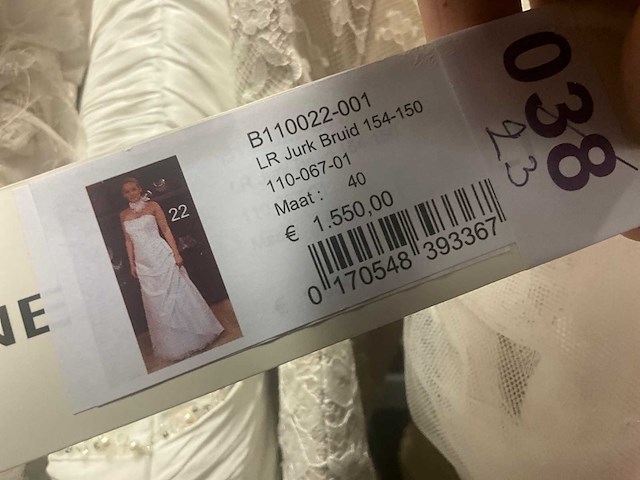 NE
22
B110022-001
LR Jurk Bruid 154-150
110-067-01
Maat : 40
€ 1.550,00
0 170548 393367
038
23